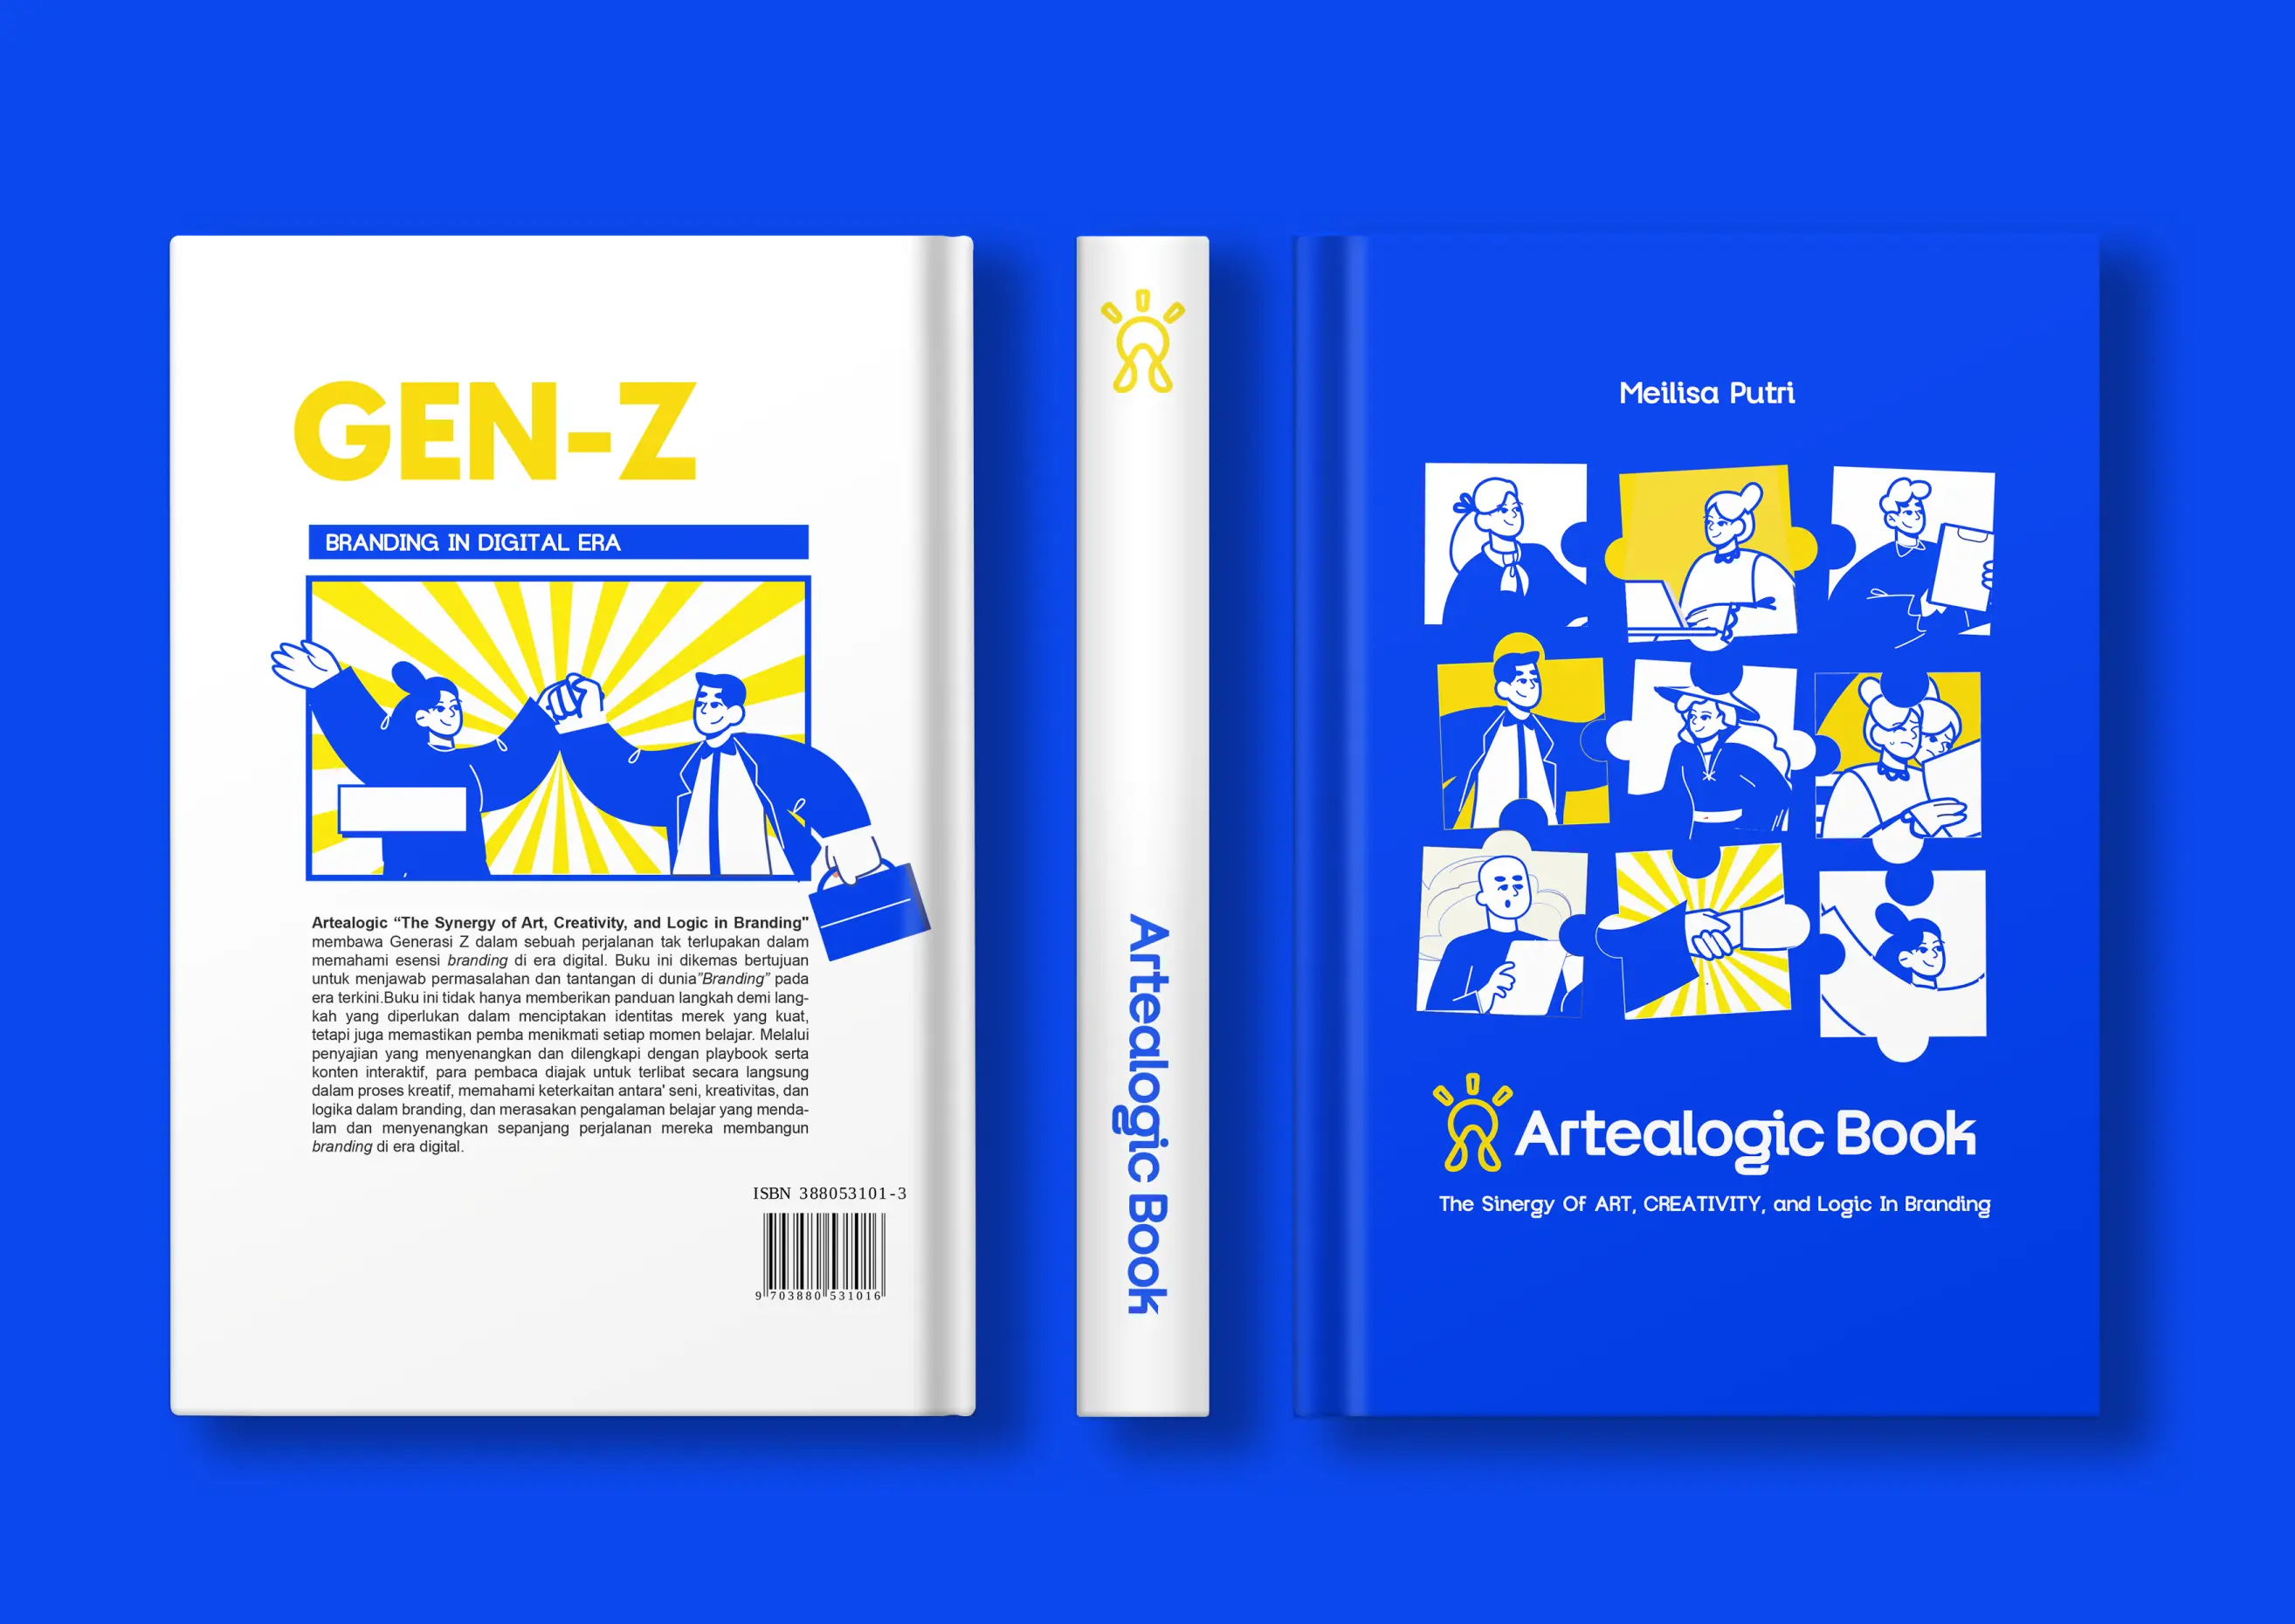 GEN-Z
BRANDING IN DIGITAL ERA
Artealogic “The Synergy of Art, Creativity, and Logic in Branding"
membawa Generasi Z dalam sebuah perjalanan tak terlupakan dalam
memahami esensi branding di era digital. Buku ini dikemas bertujuan
untuk menjawab permasalahan dan tantangan di dunia"Branding” pada
era terkini.Buku ini tidak hanya memberikan panduan langkah demi lang-
kah yang diperlukan dalam menciptakan identitas merek yang kuat,
tetapi juga memastikan pemba menikmati setiap momen belajar. Melalui
penyajian yang menyenangkan dan dilengkapi dengan playbook serta
konten interaktif, para pembaca diajak untuk terlibat secara langsung
dalam proses kreatif, memahami keterkaitan antara' seni, kreativitas, dan
logika dalam branding, dan merasakan pengalaman belajar yang menda-
lam dan menyenangkan sepanjang perjalanan mereka membangun
branding di era digital.
ISBN 388053101-3
9 703880 531016
Artealogic Book
Meilisa Putri
Artealogic Book
The Sinergy Of ART, CREATIVITY, and Logic In Branding